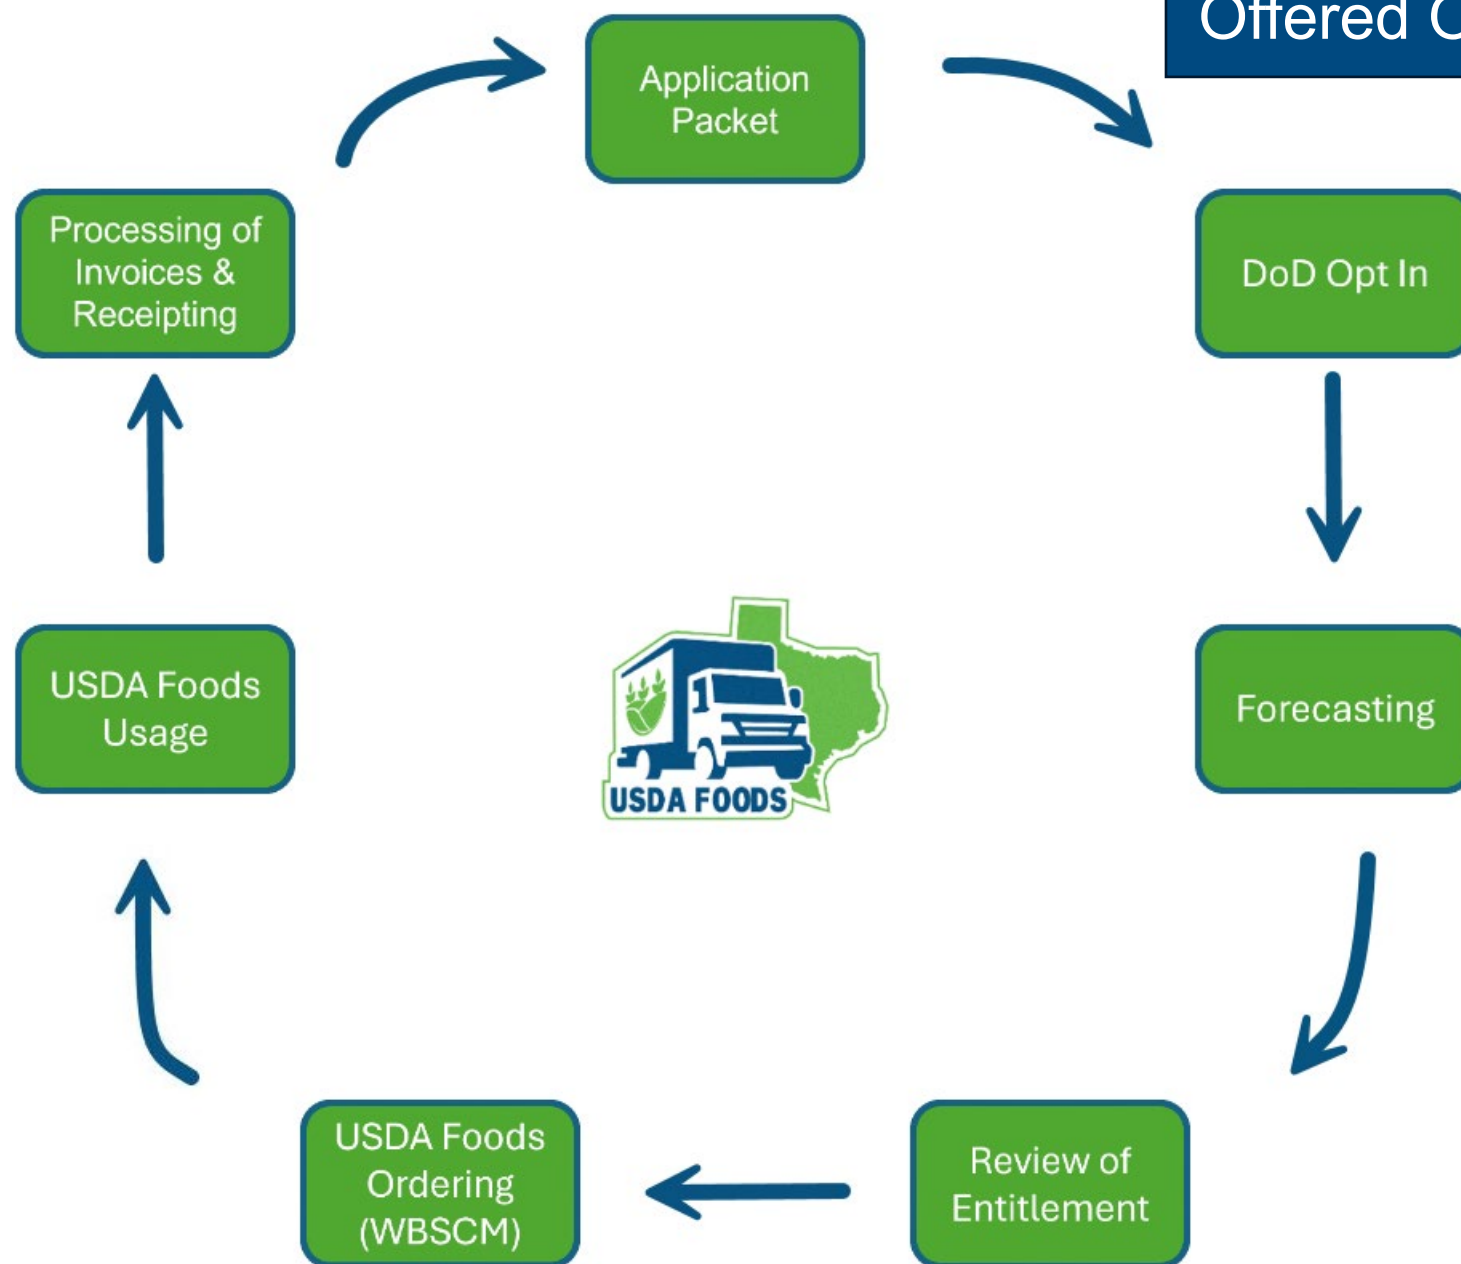 Offered
Application
Packet
Processing of
Invoices &
Receipting
DoD Opt In
USDA Foods
Usage
Forecasting
USDA FOODS
USDA Foods
Ordering
(WBSCM)
Review of
Entitlement